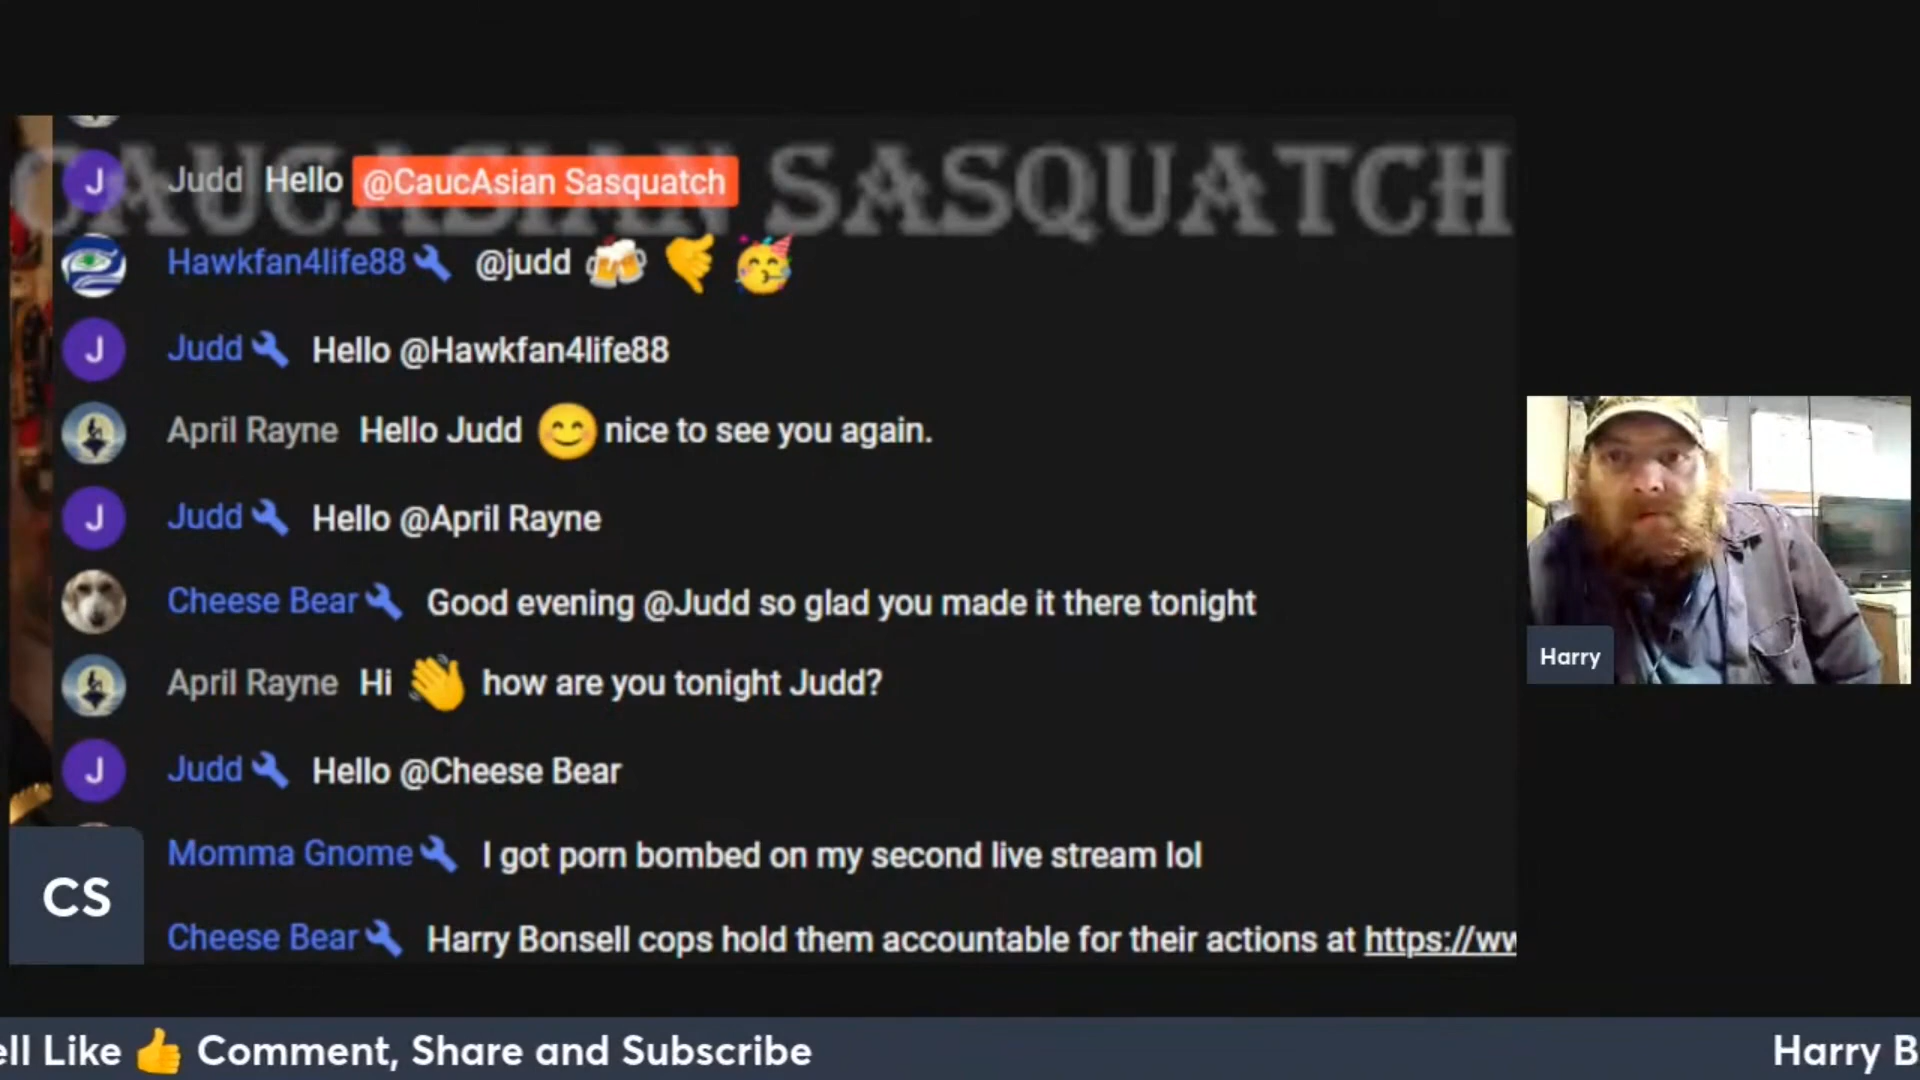 CAUCASIAN SASQUATCH
J Judd Hello @CaucAsian Sasquatch
Hawkfan4life88 @judd 🍻 🤙 🥳
J Judd Hello @Hawkfan4life88
April Rayne Hello Judd 😊 nice to see you again.
J Judd Hello @April Rayne
Cheese Bear Good evening @Judd so glad you made it there tonight
April Rayne Hi 👋 how are you tonight Judd?
J Judd Hello @Cheese Bear
Momma Gnome I got porn bombed on my second live stream lol
Cheese Bear Harry Bonsell cops hold them accountable for their actions at https://ww
CS
Harry
ell Like 👍 Comment, Share and Subscribe
Harry B